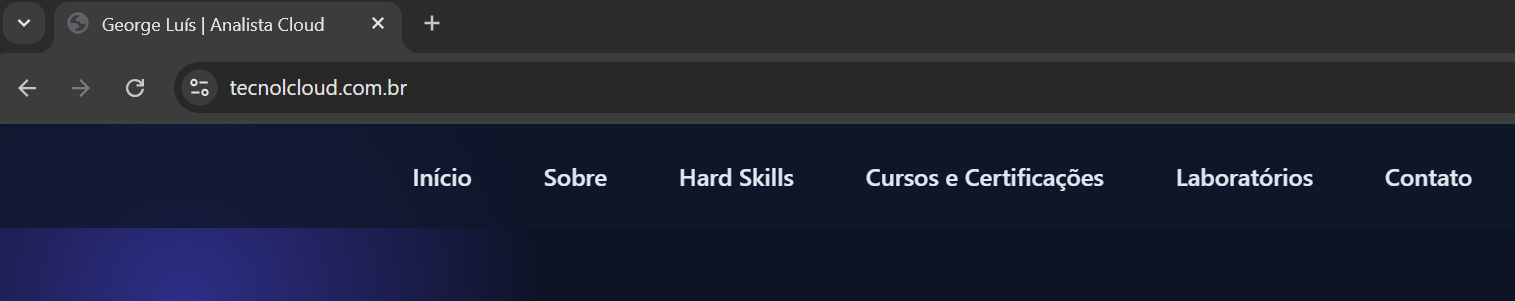 George Luís | Analista Cloud
tecnolcloud.com.br
Início Sobre Hard Skills Cursos e Certificações Laboratórios Contato